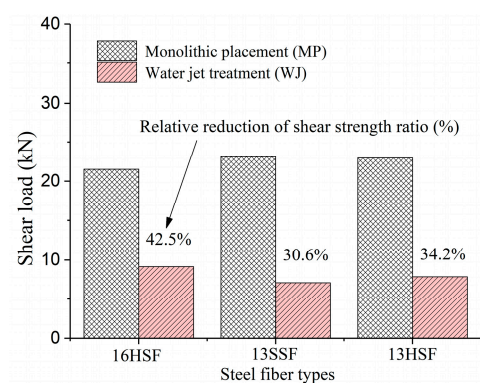 Monolithic placement (MP)
Water jet treatment (WJ)
Relative reduction of shear strength ratio (%)
42.5%
30.6%
34.2%
Shear load (kN)
40
30
20
10
0
16HSF
13SSF
13HSF
Steel fiber types